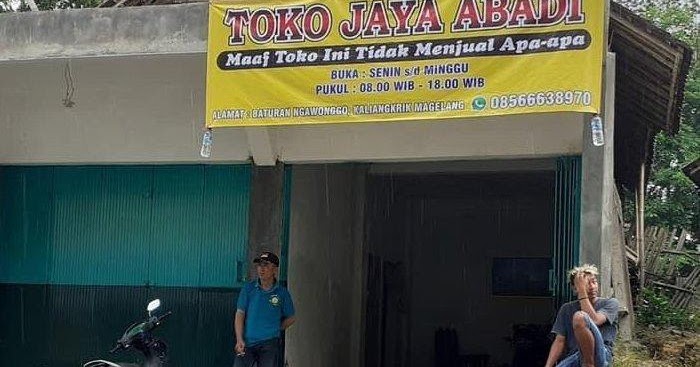 TOKO JAYA ABADI
Maaf Toko Ini Tidak Menjual Apa-apa
BUKA : SENIN s/d MiNGGU
PUKUL : 08.00 WIB - 18.00 WIB
ALAMAT : BATURAN NGAWONGGO, KALIANGKRIK MAGELANG 08566638970